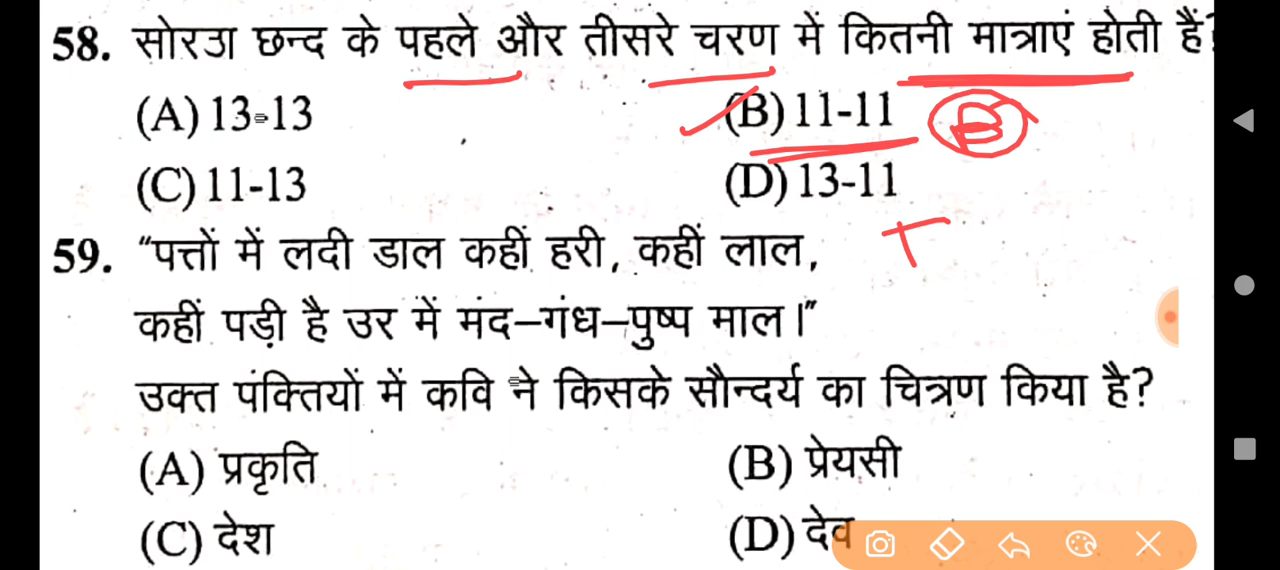 58. सोरठा छन्द के पहले और तीसरे चरण में कितनी मात्राएं होती हैं?
(A) 13-13 (B) 11-11 B
(C) 11-13 (D) 13-11
59. “पत्तों में लदी डाल कहीं हरी, कहीं लाल,
कहीं पड़ी है उर में मंद–गंध–पुष्प माल।”
उक्त पंक्तियों में कवि ने किसके सौन्दर्य का चित्रण किया है?
(A) प्रकृति (B) प्रेयसी
(C) देश (D) देव